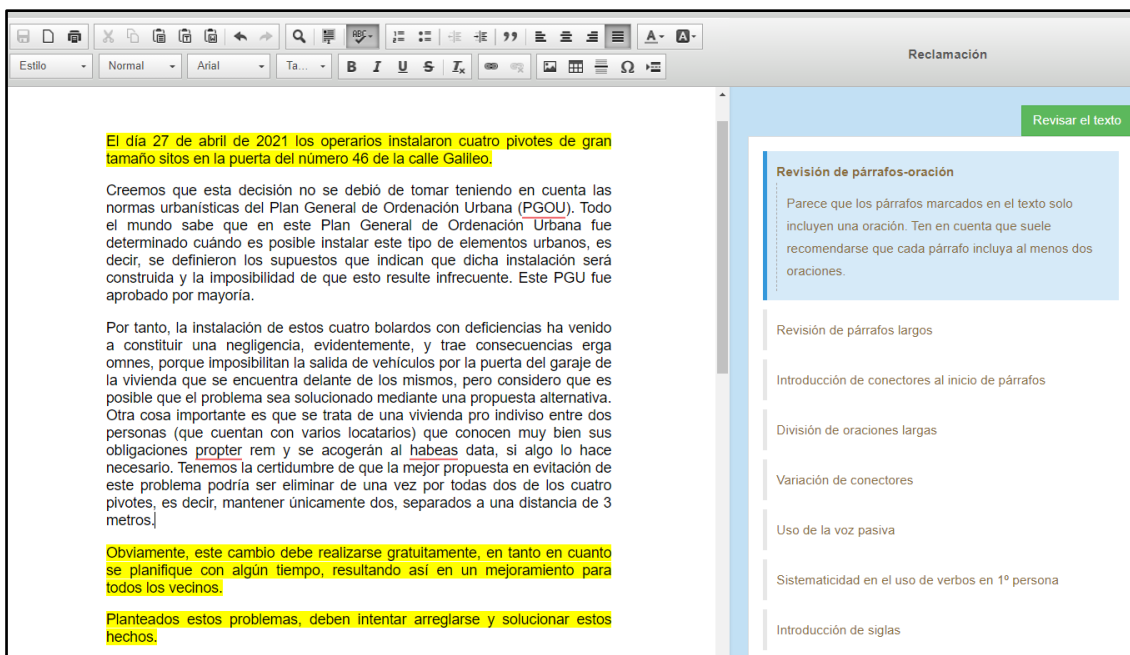 Estilo Normal Arial Ta...
ABC
B I U S Ix
Ω
A A
Reclamación
El día 27 de abril de 2021 los operarios instalaron cuatro pivotes de gran
tamaño sitos en la puerta del número 46 de la calle Galileo.
Creemos que esta decisión no se debió de tomar teniendo en cuenta las
normas urbanísticas del Plan General de Ordenación Urbana (PGOU). Todo
el mundo sabe que en este Plan General de Ordenación Urbana fue
determinado cuándo es posible instalar este tipo de elementos urbanos, es
decir, se definieron los supuestos que indican que dicha instalación será
construida y la imposibilidad de que esto resulte infrecuente. Este PGU fue
aprobado por mayoría.
Por tanto, la instalación de estos cuatro bolardos con deficiencias ha venido
a constituir una negligencia, evidentemente, y trae consecuencias erga
omnes, porque imposibilitan la salida de vehículos por la puerta del garaje de
la vivienda que se encuentra delante de los mismos, pero considero que es
posible que el problema sea solucionado mediante una propuesta alternativa.
Otra cosa importante es que se trata de una vivienda pro indiviso entre dos
personas (que cuentan con varios locatarios) que conocen muy bien sus
obligaciones propter rem y se acogerán al habeas data, si algo lo hace
necesario. Tenemos la certidumbre de que la mejor propuesta en evitación de
este problema podría ser eliminar de una vez por todas dos de los cuatro
pivotes, es decir, mantener únicamente dos, separados a una distancia de 3
metros.
Obviamente, este cambio debe realizarse gratuitamente, en tanto en cuanto
se planifique con algún tiempo, resultando así en un mejoramiento para
todos los vecinos.
Planteados estos problemas, deben intentar arreglarse y solucionar estos
hechos.
Revisar el texto
Revisión de párrafos-oración
Parece que los párrafos marcados en el texto solo
incluyen una oración. Ten en cuenta que suele
recomendarse que cada párrafo incluya al menos dos
oraciones.
Revisión de párrafos largos
Introducción de conectores al inicio de párrafos
División de oraciones largas
Variación de conectores
Uso de la voz pasiva
Sistematicidad en el uso de verbos en 1º persona
Introducción de siglas